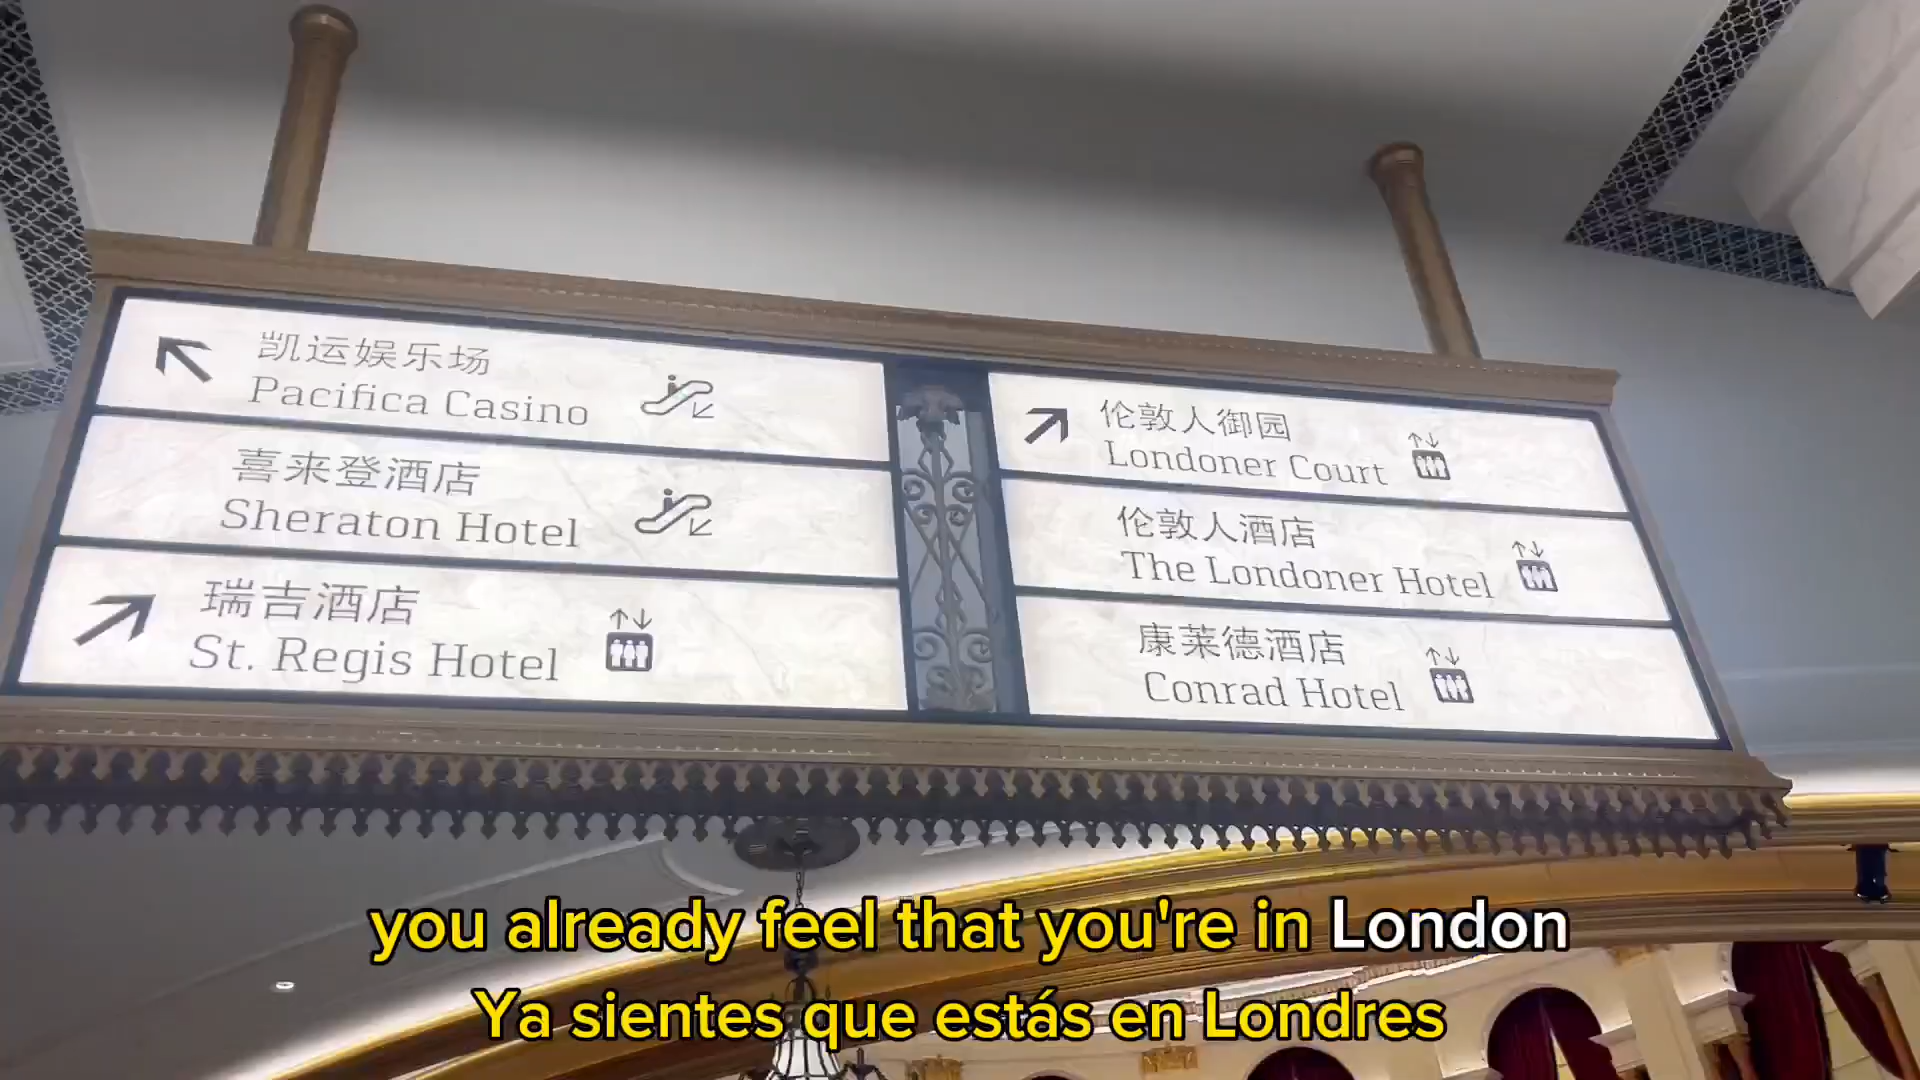 凯运娱乐场
Pacifica Casino
喜来登酒店
Sheraton Hotel
瑞吉酒店
St. Regis Hotel
伦敦人御园
Londoner Court
伦敦人酒店
The Londoner Hotel
康莱德酒店
Conrad Hotel
you already feel that you're in London
Ya sientes que estás en Londres